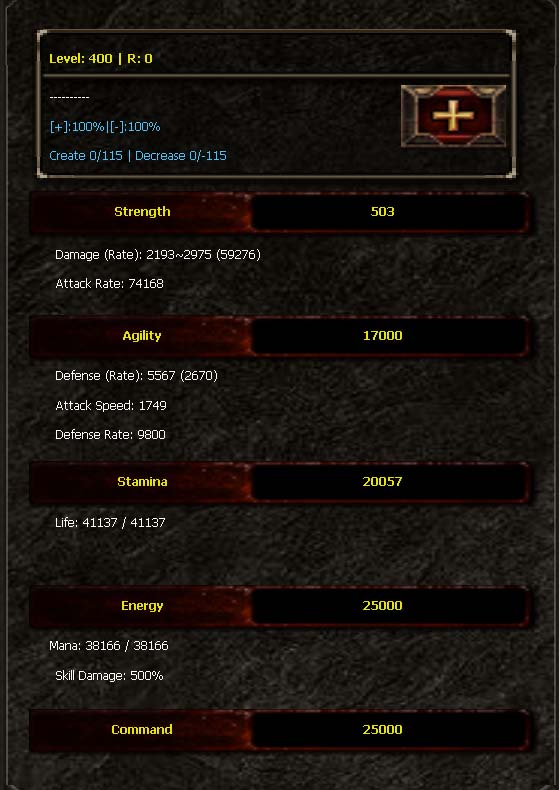 Level: 400 | R: 0
----------
[+]:100%|[-]:100%
Create 0/115 | Decrease 0/-115
Strength 503
Damage (Rate): 2193~2975 (59276)
Attack Rate: 74168
Agility 17000
Defense (Rate): 5567 (2670)
Attack Speed: 1749
Defense Rate: 9800
Stamina 20057
Life: 41137 / 41137
Energy 25000
Mana: 38166 / 38166
Skill Damage: 500%
Command 25000